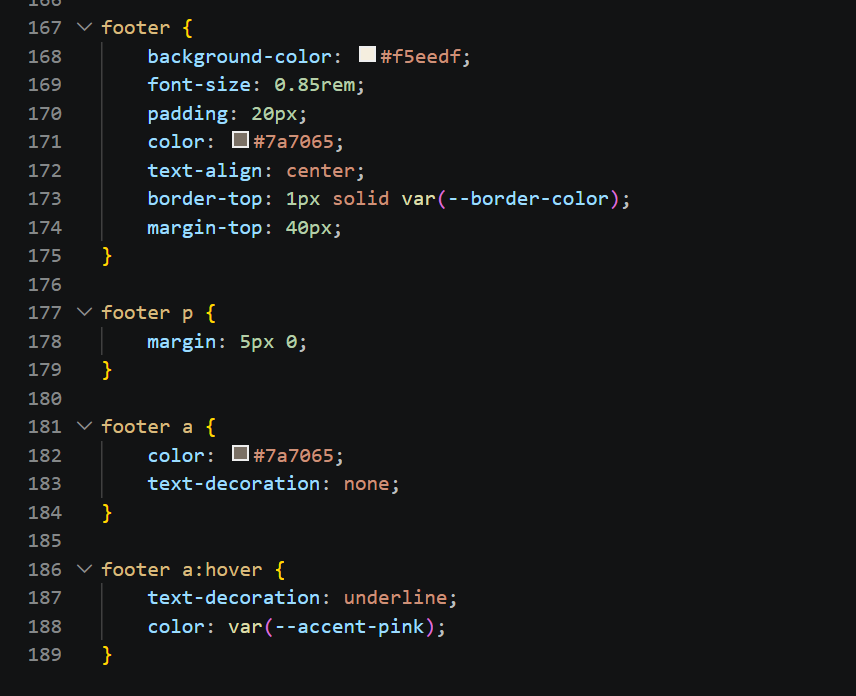 166
167 footer {
168 background-color: #f5eedf;
169 font-size: 0.85rem;
170 padding: 20px;
171 color: #7a7065;
172 text-align: center;
173 border-top: 1px solid var(--border-color);
174 margin-top: 40px;
175 }
176
177 footer p {
178 margin: 5px 0;
179 }
180
181 footer a {
182 color: #7a7065;
183 text-decoration: none;
184 }
185
186 footer a:hover {
187 text-decoration: underline;
188 color: var(--accent-pink);
189 }